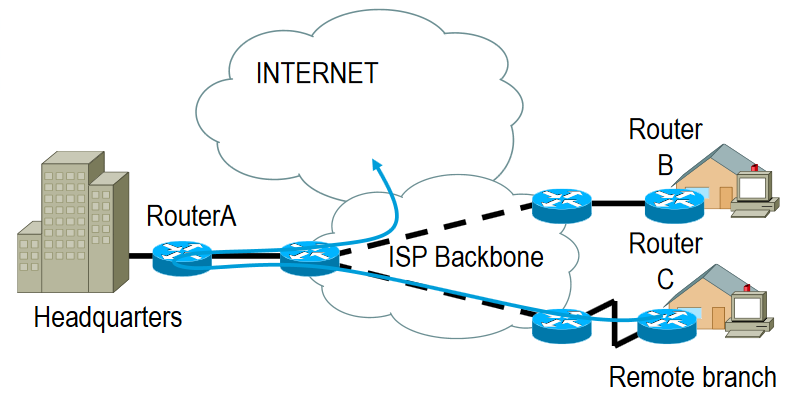 INTERNET
Router
B
RouterA
ISP Backbone
Router
C
Headquarters
Remote branch